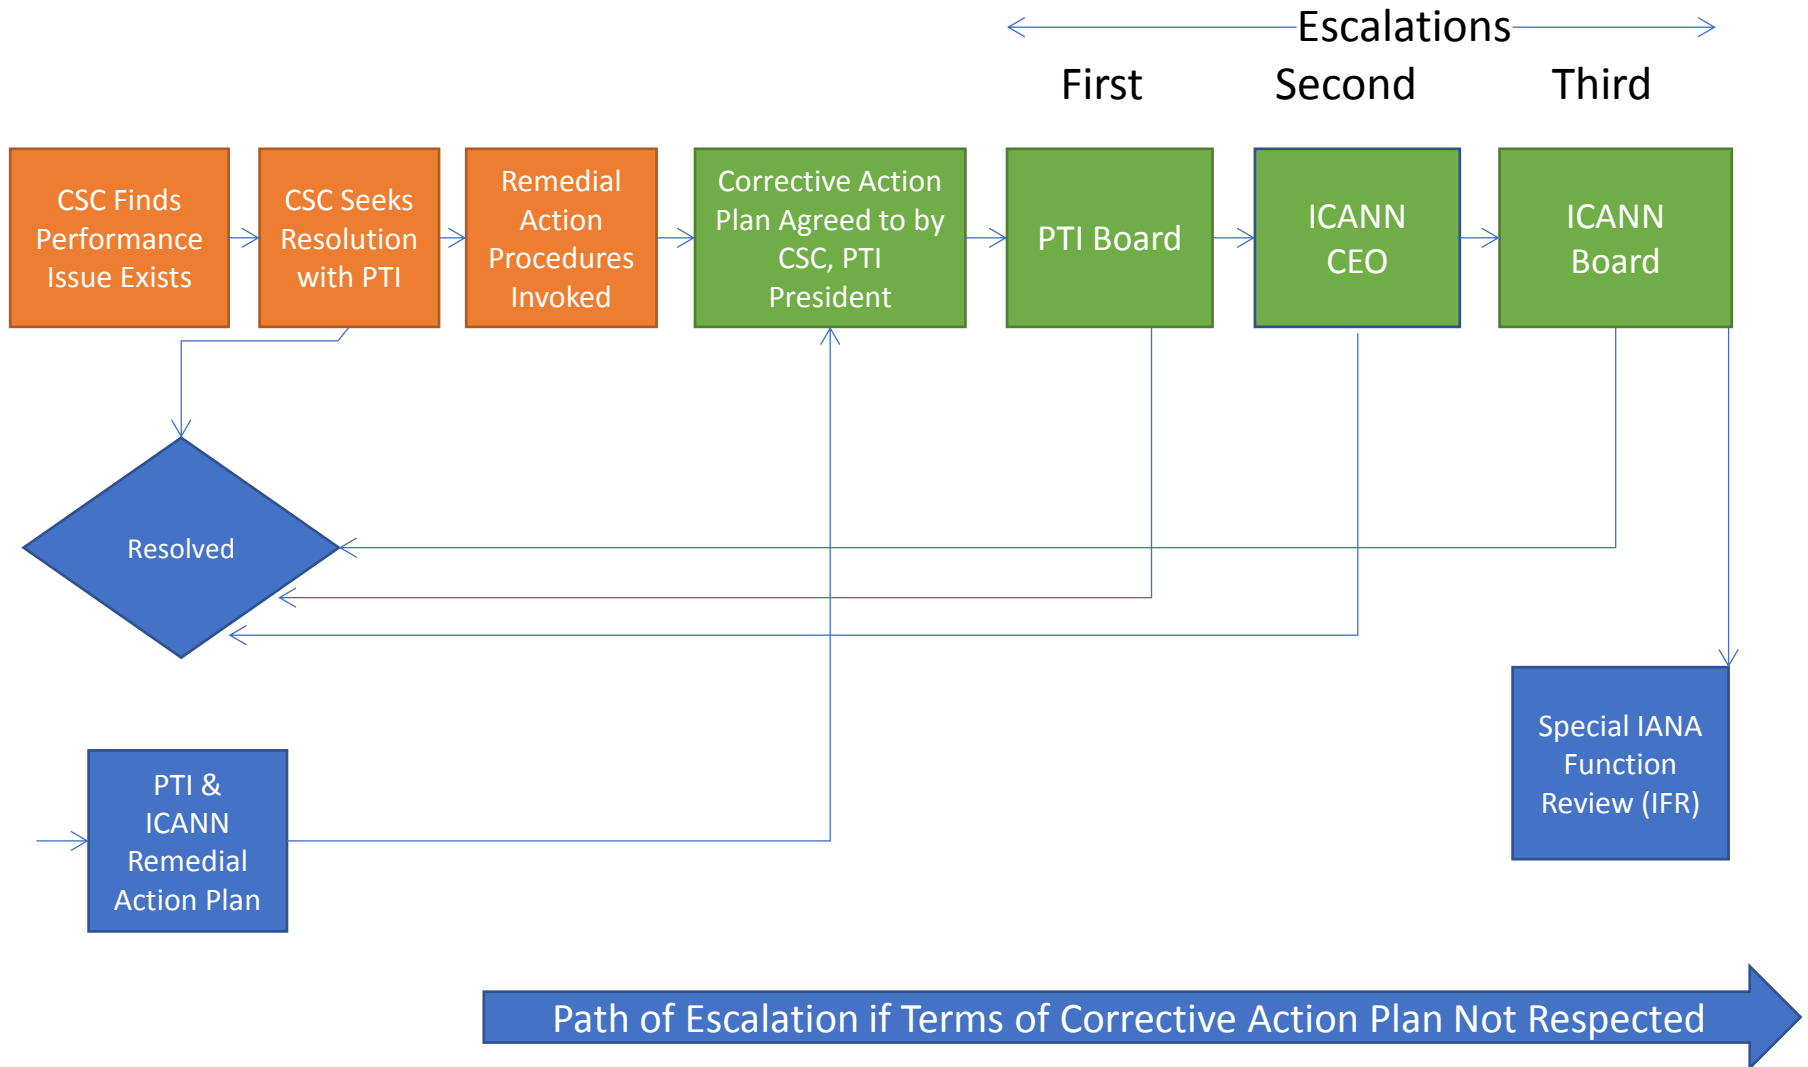 Escalations
First
Second
Third
CSC Finds
Performance
Issue Exists
CSC Seeks
Resolution
with PTI
Remedial
Action
Procedures
Invoked
Corrective Action
Plan Agreed to by
CSC, PTI
President
PTI Board
ICANN
CEO
ICANN
Board
Resolved
Special IANA
Function
Review (IFR)
PTI &
ICANN
Remedial
Action Plan
Path of Escalation if Terms of Corrective Action Plan Not Respected